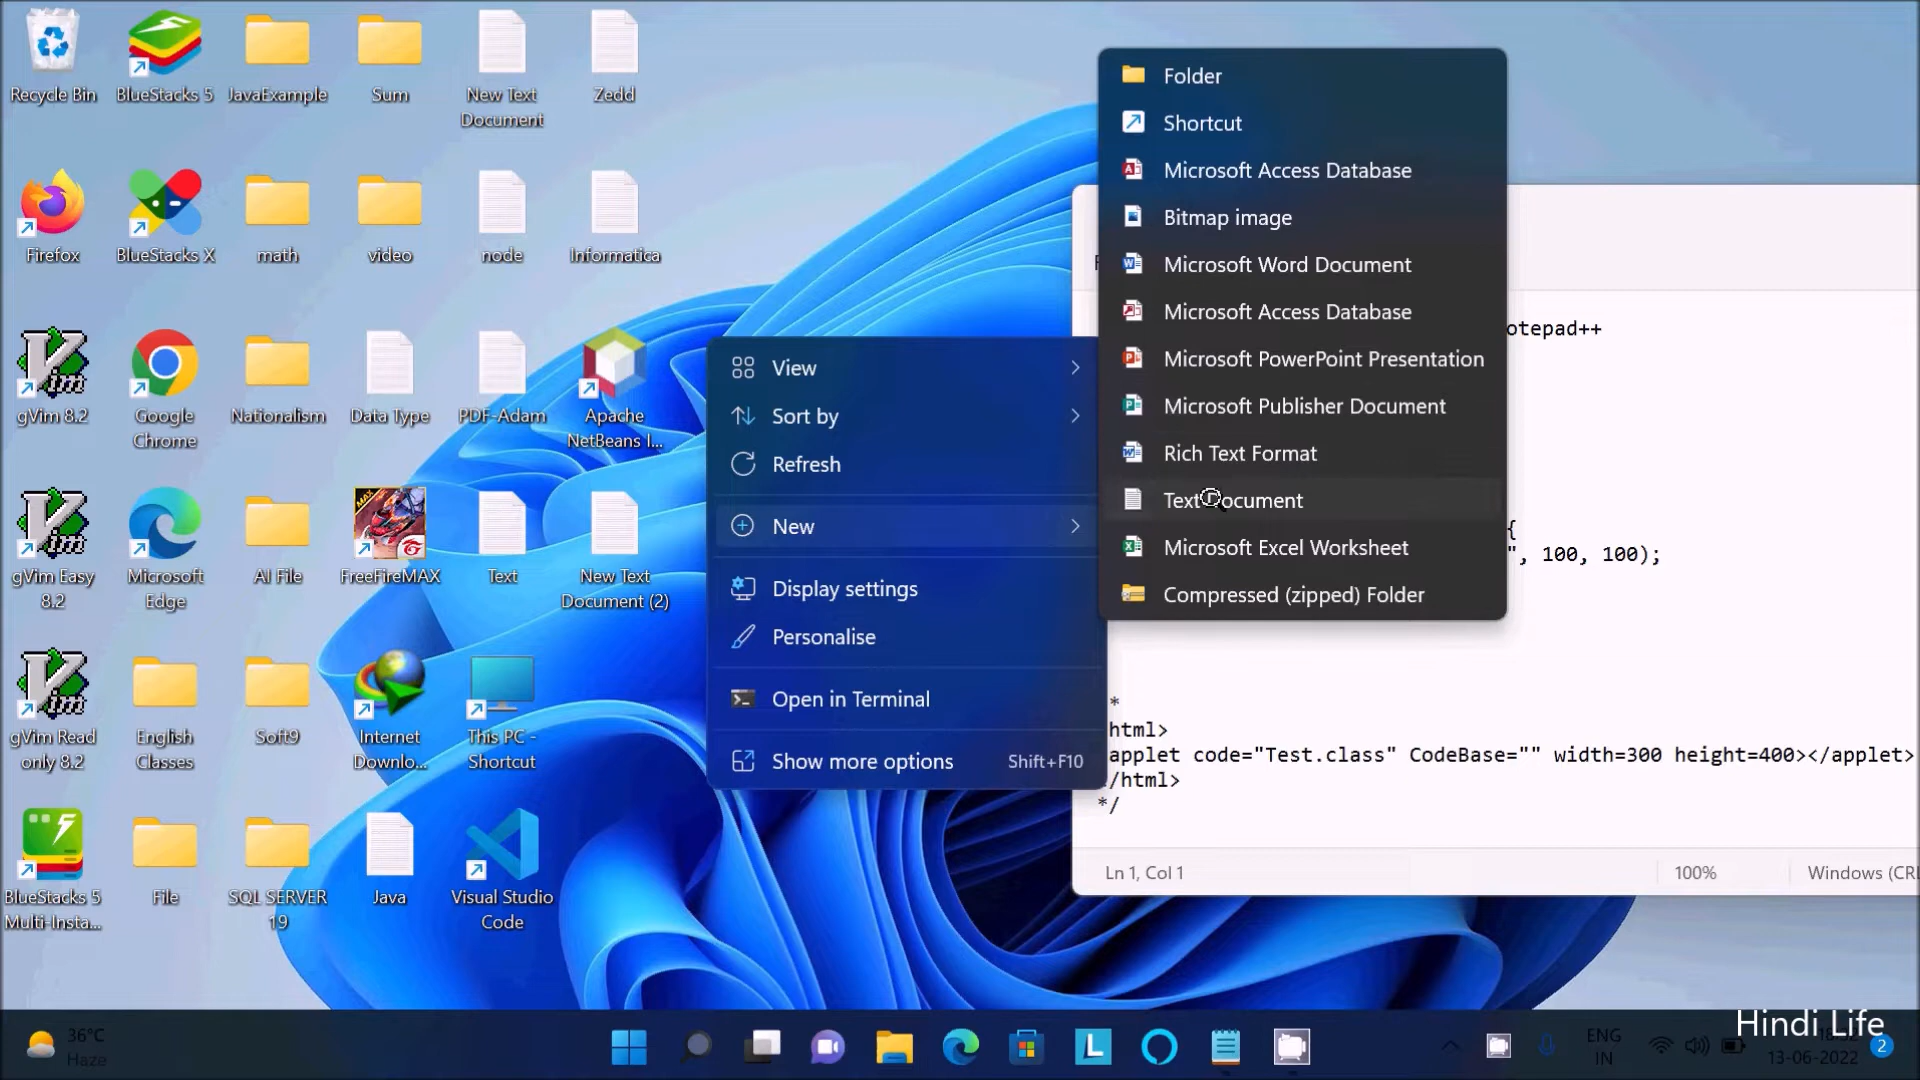 Recycle Bin
BlueStacks 5
JavaExample
Sum
New Text
Document
Zedd
Firefox
BlueStacks X
math
video
node
Informatica
gVim 8.2
Google
Chrome
Nationalism
Data Type
PDF-Adam
Apache
NetBeans I...
gVim Easy
8.2
Microsoft
Edge
AI File
FreeFireMAX
Text
New Text
Document (2)
gVim Read
only 8.2
English
Classes
Soft9
Internet
Downlo...
This PC -
Shortcut
BlueStacks 5
Multi-Insta...
File
SQL SERVER
19
Java
Visual Studio
Code
View
Sort by
Refresh
New
Display settings
Personalise
Open in Terminal
Show more options Shift+F10
Folder
Shortcut
Microsoft Access Database
Bitmap image
Microsoft Word Document
Microsoft Access Database
Microsoft PowerPoint Presentation
Microsoft Publisher Document
Rich Text Format
Text Document
Microsoft Excel Worksheet
Compressed (zipped) Folder
otepad++
{
", 100, 100);
*
html>
applet code="Test.class" CodeBase="" width=300 height=400></applet>
/html>
*/
Ln 1, Col 1
100%
Windows (CRL
36°C
Haze
ENG
IN
Hindi Life
13-06-2022
2